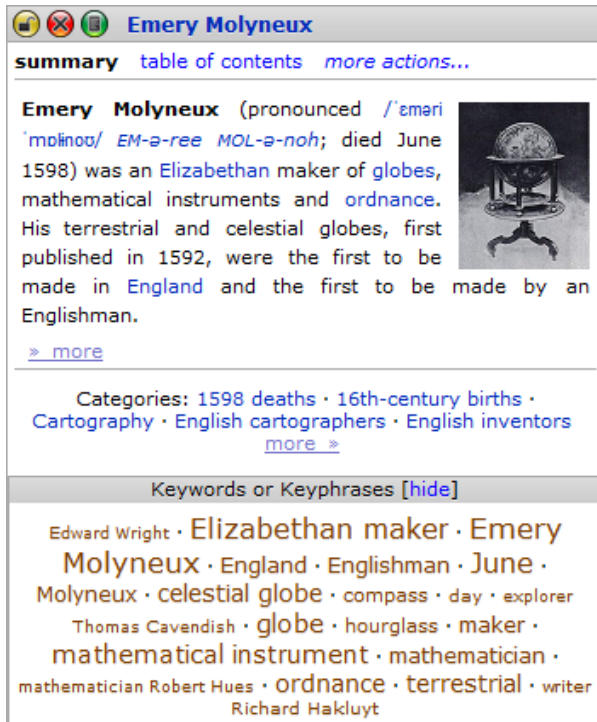 Emery Molyneux
summary table of contents more actions...
Emery Molyneux (pronounced /ˈɛməri
ˈmɒlinoʊ/ EM-ə-ree MOL-ə-noh; died June
1598) was an Elizabethan maker of globes,
mathematical instruments and ordnance.
His terrestrial and celestial globes, first
published in 1592, were the first to be
made in England and the first to be made by an
Englishman.
» more
Categories: 1598 deaths · 16th-century births ·
Cartography · English cartographers · English inventors
more »
Keywords or Keyphrases [hide]
Edward Wright · Elizabethan maker · Emery
Molyneux · England · Englishman · June ·
Molyneux · celestial globe · compass · day · explorer
Thomas Cavendish · globe · hourglass · maker ·
mathematical instrument · mathematician ·
mathematician Robert Hues · ordnance · terrestrial · writer
Richard Hakluyt